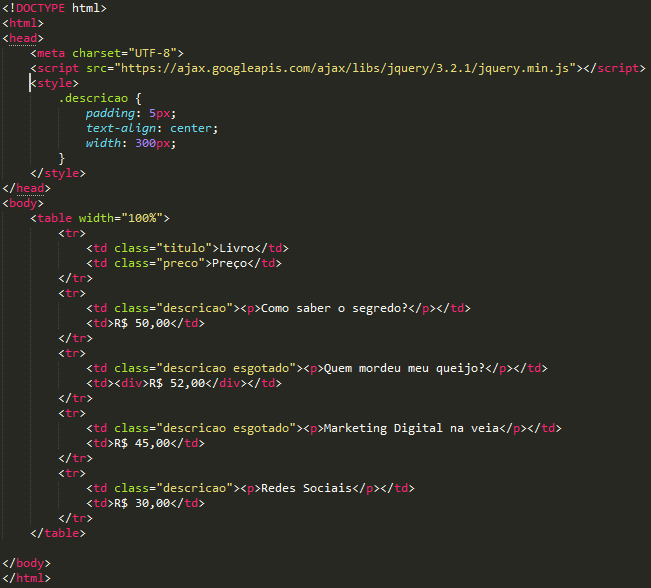 <!DOCTYPE html>
<html>
<head>
    <meta charset="UTF-8">
    <script src="https://ajax.googleapis.com/ajax/libs/jquery/3.2.1/jquery.min.js"></script>
    <style>
        .descricao {
            padding: 5px;
            text-align: center;
            width: 300px;
        }
    </style>
</head>
<body>
    <table width="100%">
        <tr>
            <td class="titulo">Livro</td>
            <td class="preco">Preço</td>
        </tr>
        <tr>
            <td class="descricao"><p>Como saber o segredo?</p></td>
            <td>R$ 50,00</td>
        </tr>
        <tr>
            <td class="descricao esgotado"><p>Quem mordeu meu queijo?</p></td>
            <td><div>R$ 52,00</div></td>
        </tr>
        <tr>
            <td class="descricao esgotado"><p>Marketing Digital na veia</p></td>
            <td>R$ 45,00</td>
        </tr>
        <tr>
            <td class="descricao"><p>Redes Sociais</p></td>
            <td>R$ 30,00</td>
        </tr>
    </table>

</body>
</html>